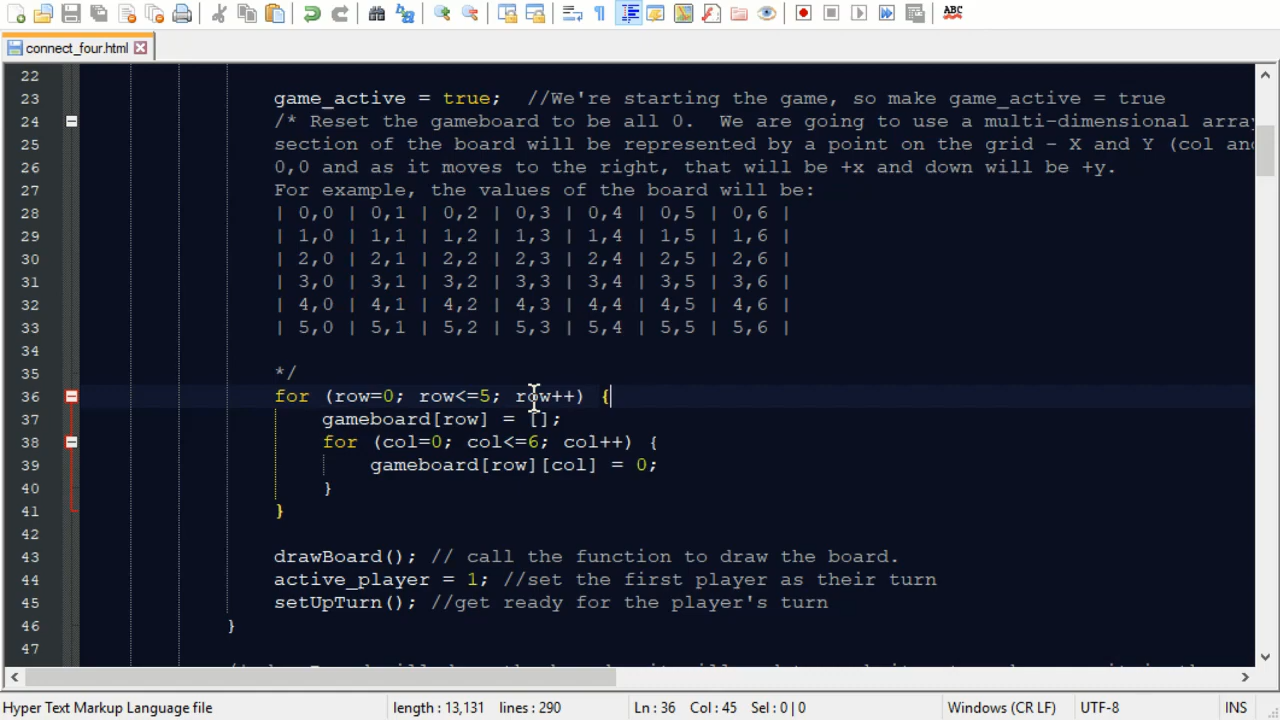 ABC
connect_four.html
22
23 game_active = true;  //We're starting the game, so make game_active = true
24 /* Reset the gameboard to be all 0.  We are going to use a multi-dimensional array
25 section of the board will be represented by a point on the grid - X and Y (col and
26 0,0 and as it moves to the right, that will be +x and down will be +y.
27 For example, the values of the board will be:
28 | 0,0 | 0,1 | 0,2 | 0,3 | 0,4 | 0,5 | 0,6 |
29 | 1,0 | 1,1 | 1,2 | 1,3 | 1,4 | 1,5 | 1,6 |
30 | 2,0 | 2,1 | 2,2 | 2,3 | 2,4 | 2,5 | 2,6 |
31 | 3,0 | 3,1 | 3,2 | 3,3 | 3,4 | 3,5 | 3,6 |
32 | 4,0 | 4,1 | 4,2 | 4,3 | 4,4 | 4,5 | 4,6 |
33 | 5,0 | 5,1 | 5,2 | 5,3 | 5,4 | 5,5 | 5,6 |
34
35 */
36 for (row=0; row<=5; row++) {
37 gameboard[row] = [];
38 for (col=0; col<=6; col++) {
39 gameboard[row][col] = 0;
40 }
41 }
42
43 drawBoard(); // call the function to draw the board.
44 active_player = 1; //set the first player as their turn
45 setUpTurn(); //get ready for the player's turn
46 }
47
Hyper Text Markup Language file length : 13,131 lines : 290 Ln : 36 Col : 45 Sel : 0 | 0 Windows (CR LF) UTF-8 INS